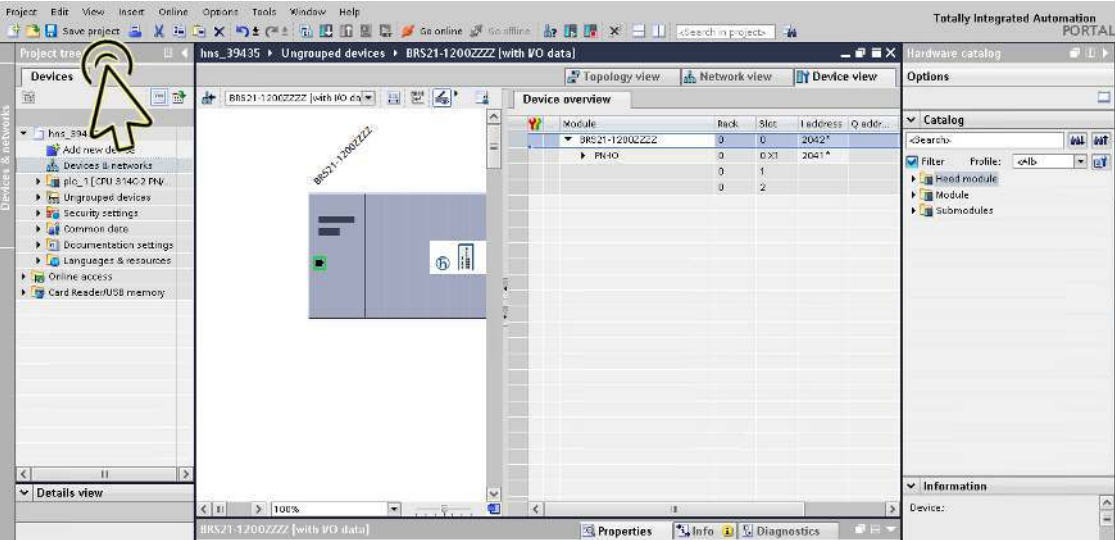 Project Edit View Insert Online Options Tools Window Help
Totally Integrated Automation
PORTAL
Save project
Go online
Go offline
<Search in project>
Project tree
hns_39435 ▸ Ungrouped devices ▸ BRS21-1200ZZZZ [with I/O data]
Hardware catalog
Devices
Topology view
Network view
Device view
Options
Devices & networks
BRS21-1200ZZZZ [with I/O da
Device overview
Module Rack Slot I address Q addr...
BRS21-1200ZZZZ 0 0 2042*
PN-IO 0 0 X1 2041*
0 1
0 2
BRS21-1200ZZZZ
Catalog
<Search>
Filter Profile: <All>
Head module
Module
Submodules
Add new
Devices & networks
plc_1 [CPU 314C-2 PN/
Ungrouped devices
Security settings
Common data
Documentation settings
Languages & resources
Online access
Card Reader/USB memory
Details view
100%
Information
Device:
BRS21-1200ZZZZ [with I/O data]
Properties
Info
Diagnostics